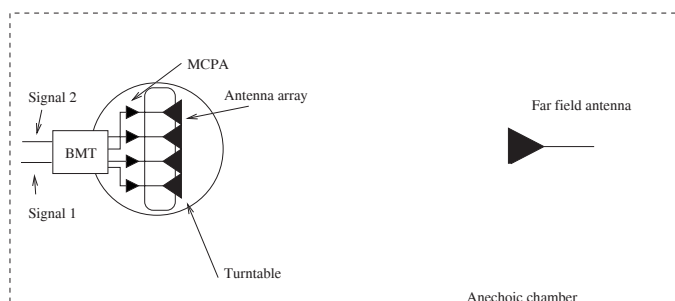 MCPA
Signal 2
Antenna array
Far field antenna
BMT
Signal 1
Turntable
Anechoic chamber